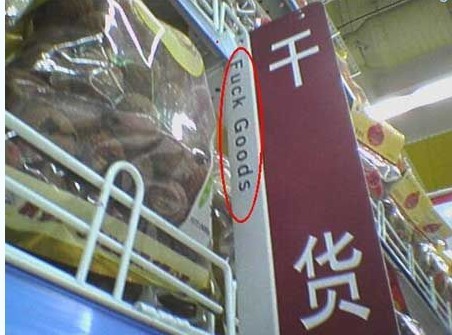 干货
Fuck Goods